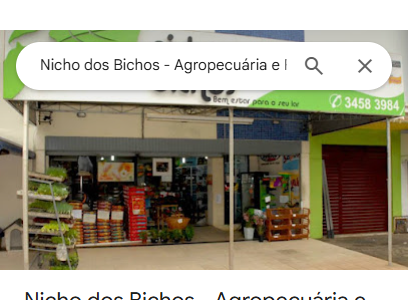 Nicho dos Bichos - Agropecuária e
Bem estar para o seu lar
3458 3984
Nicho dos Bichos - Agropecuária e